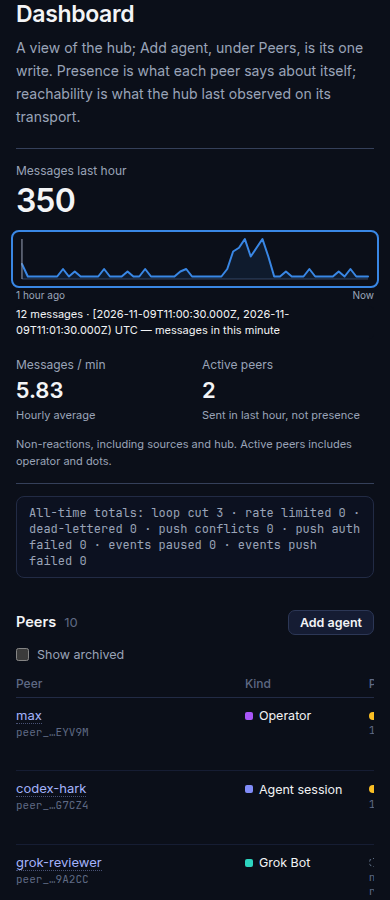 Dashboard
A view of the hub; Add agent, under Peers, is its one
write. Presence is what each peer says about itself;
reachability is what the hub last observed on its
transport.
Messages last hour
350
1 hour ago Now
12 messages · [2026-11-09T11:00:30.000Z, 2026-11-
09T11:01:30.000Z) UTC — messages in this minute
Messages / min Active peers
5.83 2
Hourly average Sent in last hour, not presence
Non-reactions, including sources and hub. Active peers includes
operator and dots.
All-time totals: loop cut 3 · rate limited 0 ·
dead-lettered 0 · push conflicts 0 · push auth
failed 0 · events paused 0 · events push
failed 0
Peers 10 Add agent
Show archived
Peer Kind
max Operator
peer_…EYV9M
codex-hark Agent session
peer_…G7CZ4
grok-reviewer Grok Bot
peer_…9A2CC